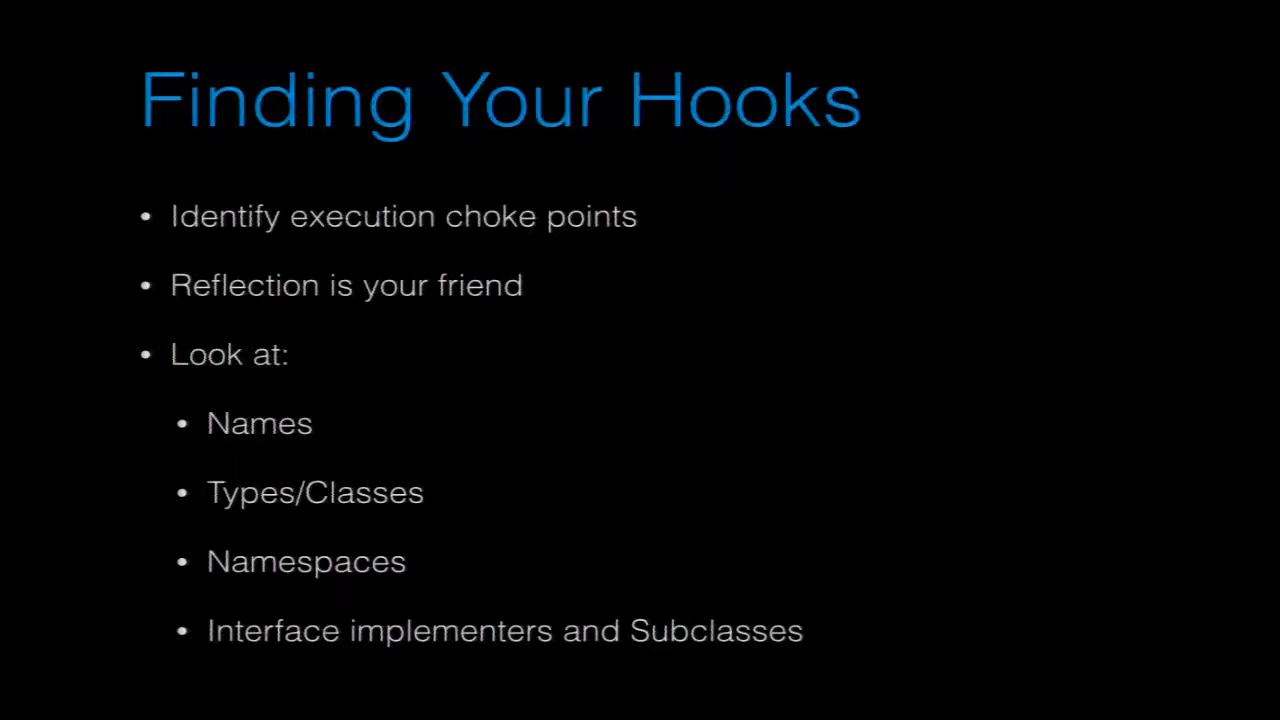 Finding Your Hooks
• Identify execution choke points
• Reflection is your friend
• Look at:
• Names
• Types/Classes
• Namespaces
• Interface implementers and Subclasses